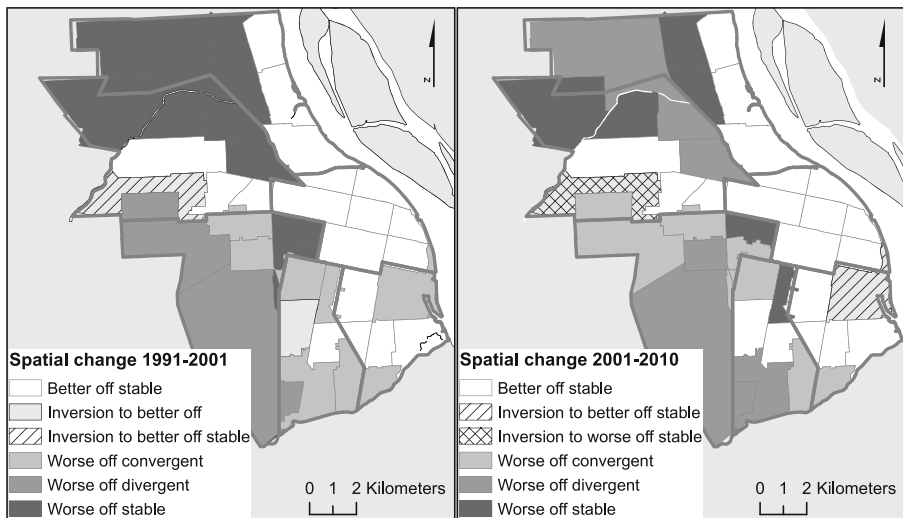 N
Spatial change 1991-2001
Better off stable
Inversion to better off
Inversion to better off stable
Worse off convergent
Worse off divergent
Worse off stable
0 1 2 Kilometers
N
Spatial change 2001-2010
Better off stable
Inversion to better off stable
Inversion to worse off stable
Worse off convergent
Worse off divergent
Worse off stable
0 1 2 Kilometers